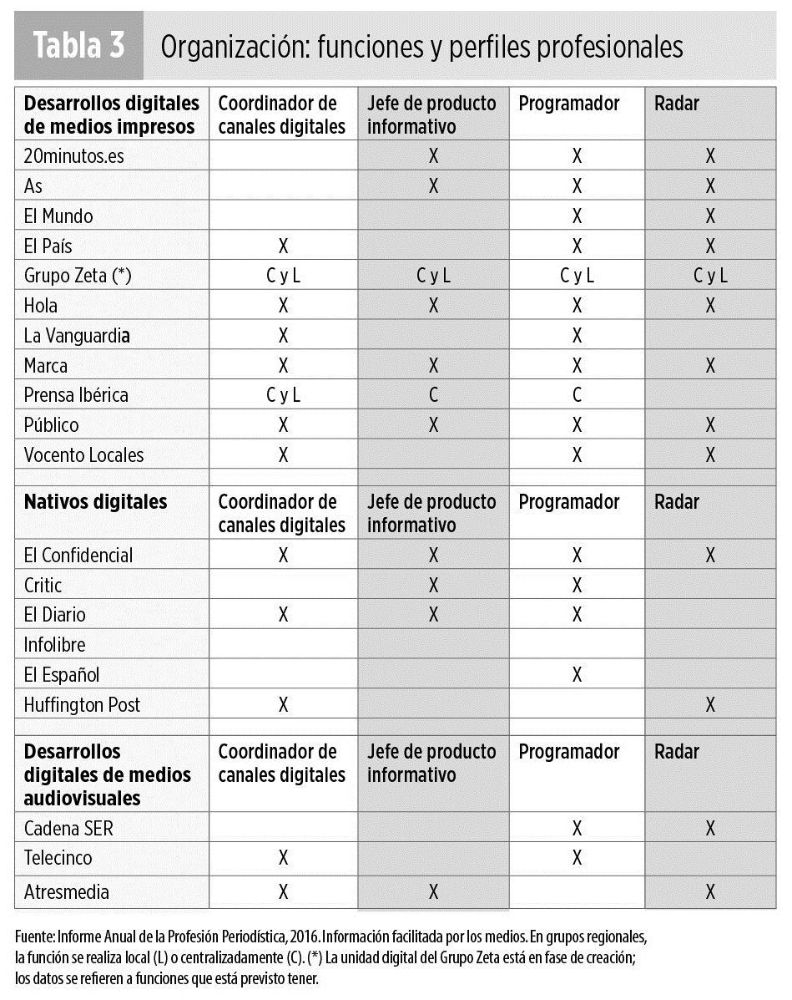 Tabla 3 Organización: funciones y perfiles profesionales
Desarrollos digitales de medios impresos Coordinador de canales digitales Jefe de producto informativo Programador Radar
20minutos.es X X X
As X X X
El Mundo X X
El País X X X
Grupo Zeta (*) C y L C y L C y L C y L
Hola X X X X
La Vanguardia X X
Marca X X X X
Prensa Ibérica C y L C C
Público X X X X
Vocento Locales X X X
Nativos digitales Coordinador de canales digitales Jefe de producto informativo Programador Radar
El Confidencial X X X X
Critic X X
El Diario X X X
Infolibre
El Español X
Huffington Post X X
Desarrollos digitales de medios audiovisuales Coordinador de canales digitales Jefe de producto informativo Programador Radar
Cadena SER X X
Telecinco X X
Atresmedia X X X
Fuente: Informe Anual de la Profesión Periodística, 2016. Información facilitada por los medios. En grupos regionales,
la función se realiza local (L) o centralizadamente (C). (*) La unidad digital del Grupo Zeta está en fase de creación;
los datos se refieren a funciones que está previsto tener.